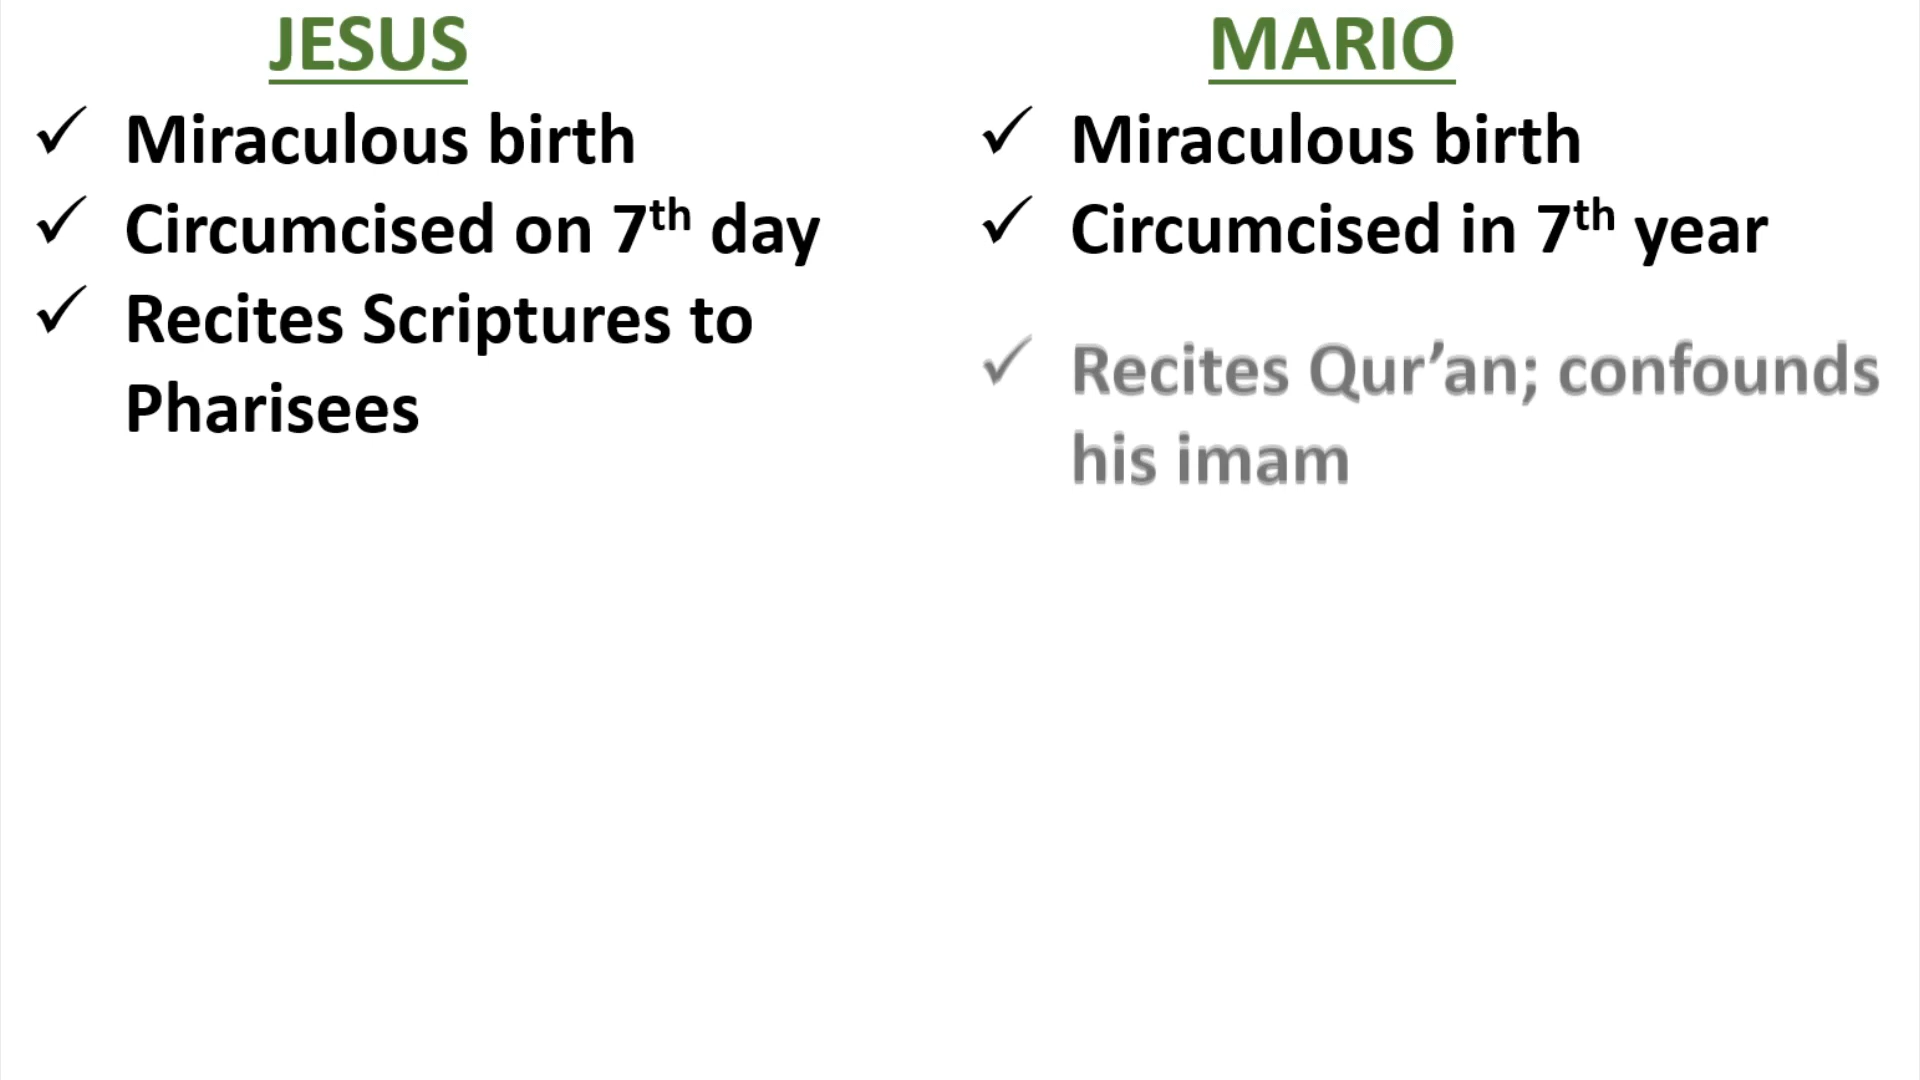 JESUS
✓ Miraculous birth
✓ Circumcised on 7th day
✓ Recites Scriptures to
Pharisees
MARIO
✓ Miraculous birth
✓ Circumcised in 7th year
✓ Recites Qur’an; confounds
his imam